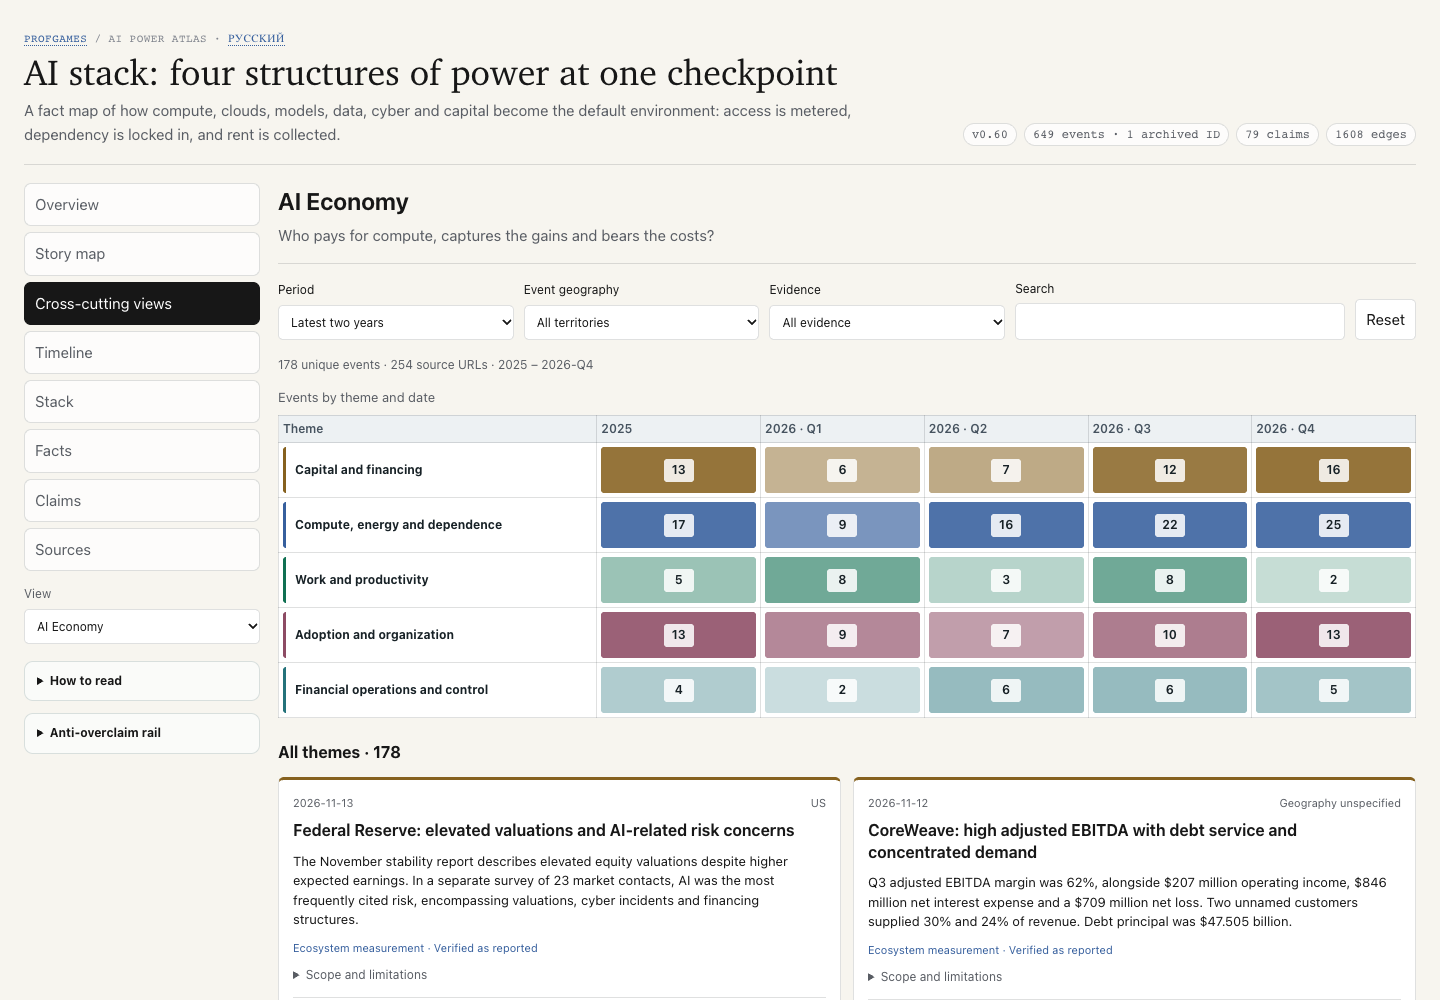 PROFGAMES / AI POWER ATLAS · РУССКИЙ
AI stack: four structures of power at one checkpoint
A fact map of how compute, clouds, models, data, cyber and capital become the default environment: access is metered,
dependency is locked in, and rent is collected.
v0.60
649 events · 1 archived ID
79 claims
1608 edges
Overview
Story map
Cross-cutting views
Timeline
Stack
Facts
Claims
Sources
View
AI Economy
How to read
Anti-overclaim rail
AI Economy
Who pays for compute, captures the gains and bears the costs?
Period
Event geography
Evidence
Search
Latest two years
All territories
All evidence
Reset
178 unique events · 254 source URLs · 2025 – 2026-Q4
Events by theme and date
Theme 2025 2026 · Q1 2026 · Q2 2026 · Q3 2026 · Q4
Capital and financing 13 6 7 12 16
Compute, energy and dependence 17 9 16 22 25
Work and productivity 5 8 3 8 2
Adoption and organization 13 9 7 10 13
Financial operations and control 4 2 6 6 5
All themes · 178
2026-11-13 US
Federal Reserve: elevated valuations and AI-related risk concerns
The November stability report describes elevated equity valuations despite higher
expected earnings. In a separate survey of 23 market contacts, AI was the most
frequently cited risk, encompassing valuations, cyber incidents and financing
structures.
Ecosystem measurement · Verified as reported
Scope and limitations
2026-11-12 Geography unspecified
CoreWeave: high adjusted EBITDA with debt service and
concentrated demand
Q3 adjusted EBITDA margin was 62%, alongside $207 million operating income, $846
million net interest expense and a $709 million net loss. Two unnamed customers
supplied 30% and 24% of revenue. Debt principal was $47.505 billion.
Ecosystem measurement · Verified as reported
Scope and limitations